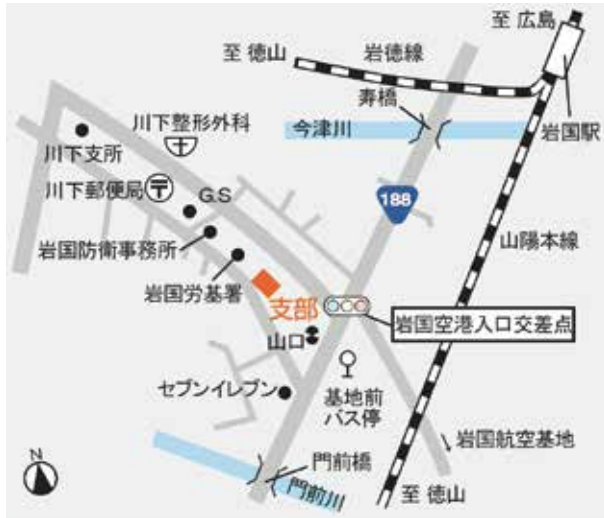 至 広島
至 徳山
岩徳線
寿橋
今津川
岩国駅
川下整形外科
川下支所
川下郵便局
〒
G.S
188
山陽本線
岩国防衛事務所
岩国労基署
支部
岩国空港入口交差点
山口
セブンイレブン
基地前
バス停
岩国航空基地
N
門前橋
門前川
至 徳山